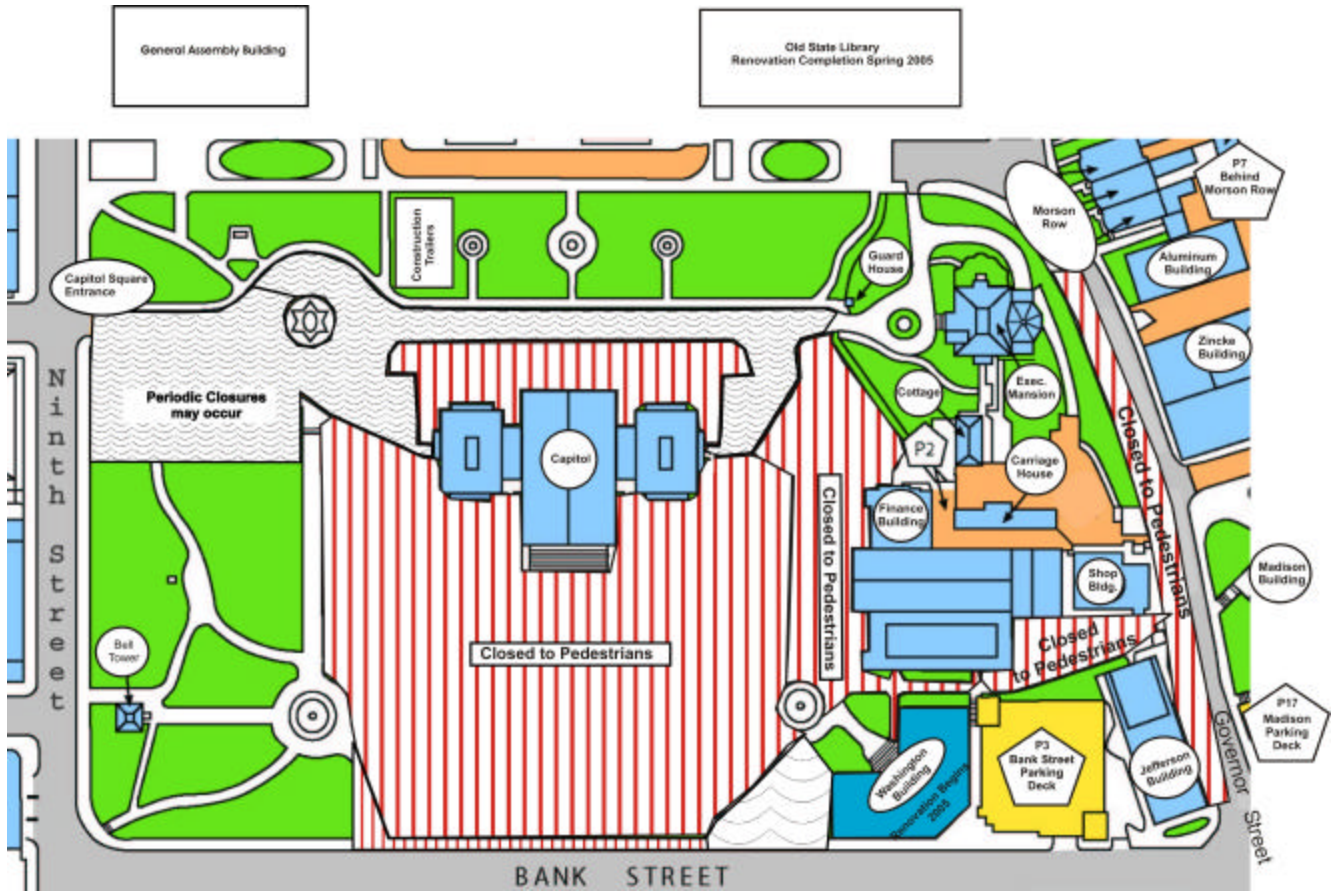 General Assembly Building
Old State Library
Renovation Completion Spring 2005
P7
Behind
Morson Row
Morson
Row
Construction
Trailers
Guard
House
Aluminum
Building
Capitol Square
Entrance
Zincke
Building
Ninth Street
Periodic Closures
may occur
Cottage
Exec.
Mansion
P2
Capitol
Carriage
House
Closed to Pedestrians
Finance
Building
Closed to Pedestrians
Shop
Bldg.
Madison
Building
Bell
Tower
Closed to Pedestrians
Closed
to Pedestrians
P17
Madison
Parking
Deck
Washington
Building
Renovation Begins
2005
P3
Bank Street
Parking
Deck
Jefferson
Building
Governor Street
BANK STREET